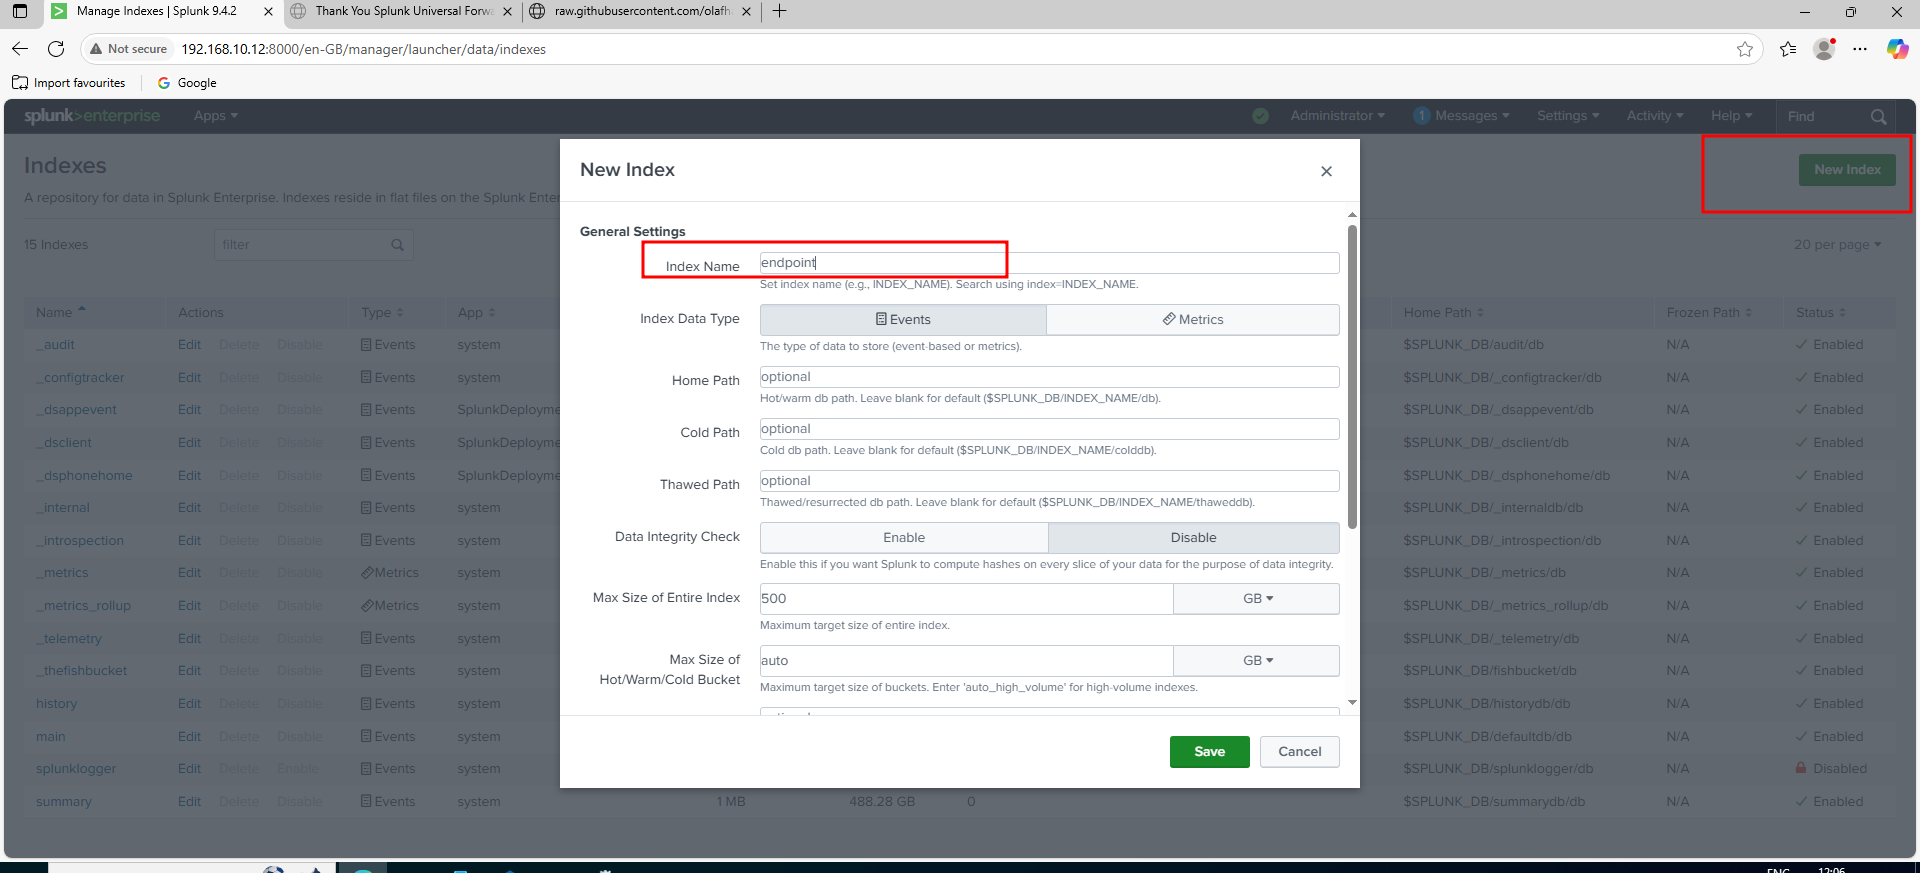 Manage Indexes | Splunk 9.4.2
Thank You Splunk Universal Forwa
raw.githubusercontent.com/olafh
Not secure
192.168.10.12:8000/en-GB/manager/launcher/data/indexes
Import favourites
Google
splunk>enterprise
Apps
Administrator
1
Messages
Settings
Activity
Help
Find
Indexes
New Index
A repository for data in Splunk Enterprise. Indexes reside in flat files on the Splunk Enter
15 Indexes
filter
20 per page
Name
Actions
Type
App
Home Path
Frozen Path
Status
_audit Edit Delete Disable Events system $SPLUNK_DB/audit/db N/A Enabled
_configtracker Edit Delete Disable Events system $SPLUNK_DB/_configtracker/db N/A Enabled
_dsappevent Edit Delete Disable Events SplunkDeployme $SPLUNK_DB/_dsappevent/db N/A Enabled
_dsclient Edit Delete Disable Events SplunkDeployme $SPLUNK_DB/_dsclient/db N/A Enabled
_dsphonehome Edit Delete Disable Events SplunkDeployme $SPLUNK_DB/_dsphonehome/db N/A Enabled
_internal Edit Delete Disable Events system $SPLUNK_DB/_internaldb/db N/A Enabled
_introspection Edit Delete Disable Events system $SPLUNK_DB/_introspection/db N/A Enabled
_metrics Edit Delete Disable Metrics system $SPLUNK_DB/_metrics/db N/A Enabled
_metrics_rollup Edit Delete Disable Metrics system $SPLUNK_DB/_metrics_rollup/db N/A Enabled
_telemetry Edit Delete Disable Events system $SPLUNK_DB/_telemetry/db N/A Enabled
_thefishbucket Edit Delete Disable Events system $SPLUNK_DB/fishbucket/db N/A Enabled
history Edit Delete Disable Events system $SPLUNK_DB/historydb/db N/A Enabled
main Edit Delete Disable Events system $SPLUNK_DB/defaultdb/db N/A Enabled
splunklogger Edit Delete Enable Events system $SPLUNK_DB/splunklogger/db N/A Disabled
summary Edit Delete Disable Events system 1 MB 488.28 GB 0 $SPLUNK_DB/summarydb/db N/A Enabled
New Index
General Settings
Index Name endpoint
Set index name (e.g., INDEX_NAME). Search using index=INDEX_NAME.
Index Data Type Events Metrics
The type of data to store (event-based or metrics).
Home Path optional
Hot/warm db path. Leave blank for default ($SPLUNK_DB/INDEX_NAME/db).
Cold Path optional
Cold db path. Leave blank for default ($SPLUNK_DB/INDEX_NAME/colddb).
Thawed Path optional
Thawed/resurrected db path. Leave blank for default ($SPLUNK_DB/INDEX_NAME/thaweddb).
Data Integrity Check Enable Disable
Enable this if you want Splunk to compute hashes on every slice of your data for the purpose of data integrity.
Max Size of Entire Index 500 GB
Maximum target size of entire index.
Max Size of
Hot/Warm/Cold Bucket
auto GB
Maximum target size of buckets. Enter 'auto_high_volume' for high-volume indexes.
Save
Cancel
ENG
12:06